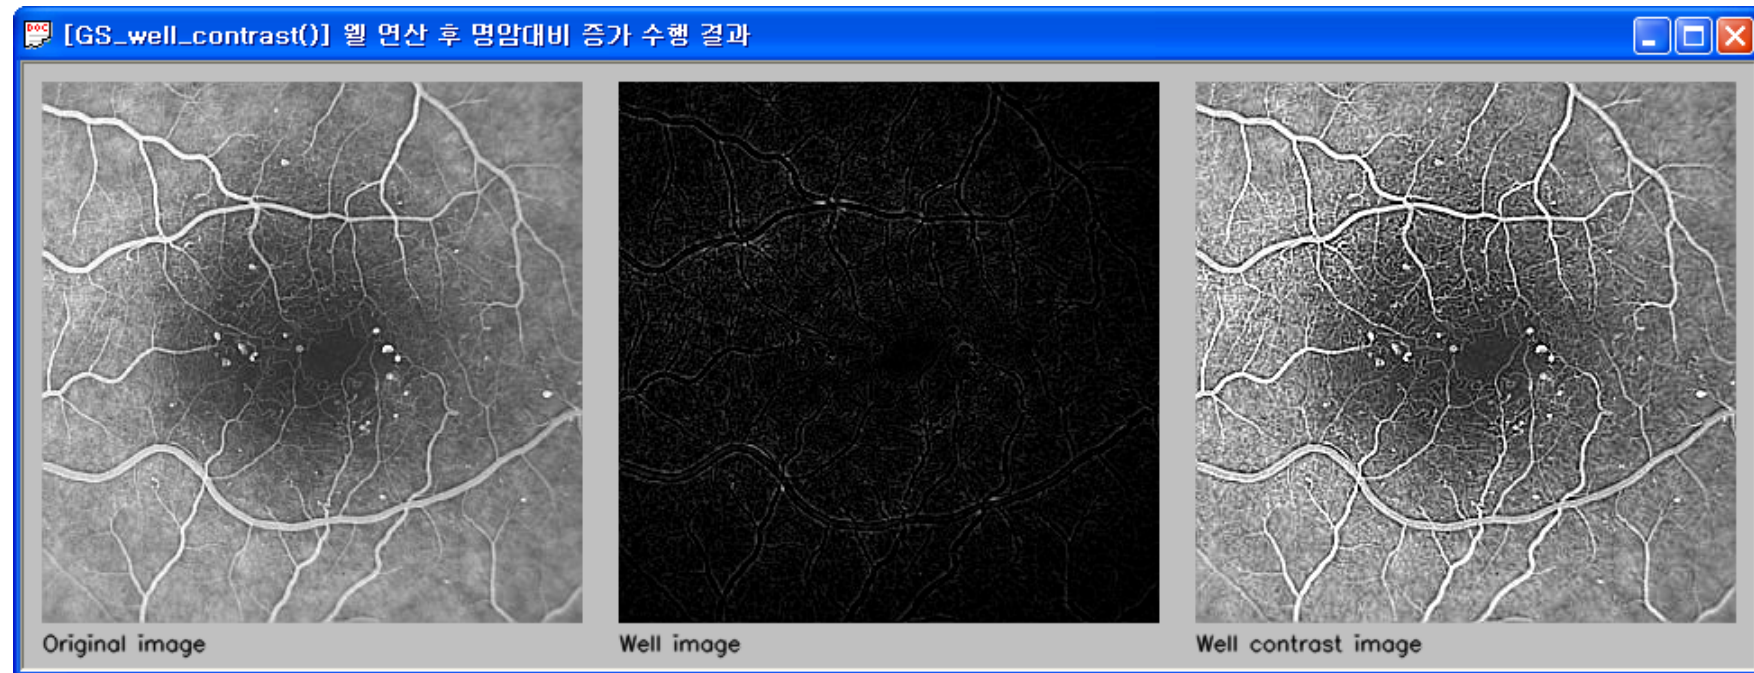 [GS_well_contrast()] 웰 연산 후 명암대비 증가 수행 결과
Original image
Well image
Well contrast image